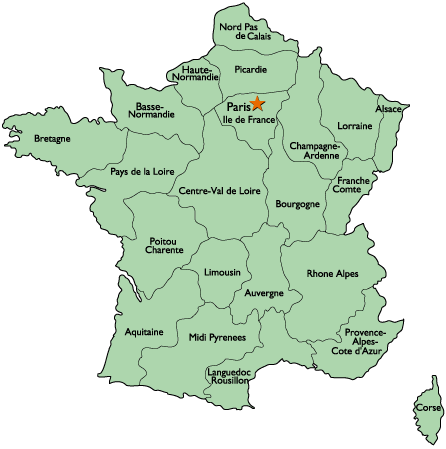 Nord Pas
de Calais
Haute-
Normandie
Picardie
Basse-
Normandie
Paris
Ile de France
Alsace
Lorraine
Bretagne
Champagne-
Ardenne
Pays de la Loire
Centre-Val de Loire
Franche
Comte
Bourgogne
Poitou
Charente
Limousin
Rhone Alpes
Auvergne
Aquitaine
Midi Pyrenees
Provence-
Alpes-
Cote d'Azur
Languedoc
Rousillon
Corse